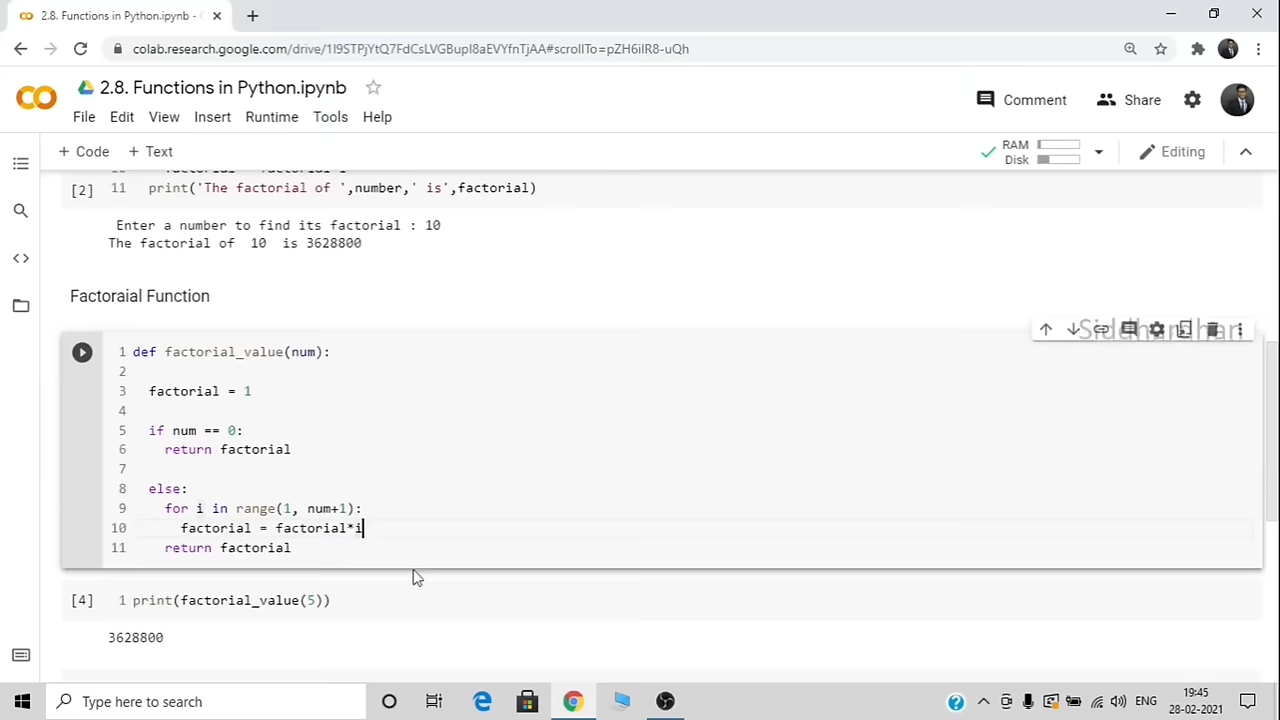 2.8. Functions in Python.ipynb -
colab.research.google.com/drive/1I9STPjYtQ7FdCsLVGBupI8aEVYfnTjAA#scrollTo=pZH6iIR8-uQh
2.8. Functions in Python.ipynb
Comment
Share
File Edit View Insert Runtime Tools Help
+ Code + Text
RAM
Disk
Editing
[2] 11 print('The factorial of ',number,' is',factorial)
Enter a number to find its factorial : 10
The factorial of  10  is 3628800
Factoraial Function
Siddhardhan
1 def factorial_value(num):
2
3 factorial = 1
4
5 if num == 0:
6 return factorial
7
8 else:
9 for i in range(1, num+1):
10 factorial = factorial*i
11 return factorial
[4] 1 print(factorial_value(5))
3628800
Type here to search
ENG
19:45
28-02-2021